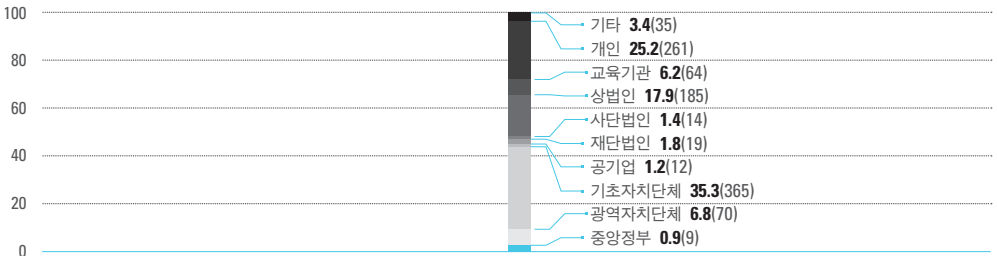 100
80
60
40
20
0
기타 3.4(35)
개인 25.2(261)
교육기관 6.2(64)
상법인 17.9(185)
사단법인 1.4(14)
재단법인 1.8(19)
공기업 1.2(12)
기초자치단체 35.3(365)
광역자치단체 6.8(70)
중앙정부 0.9(9)